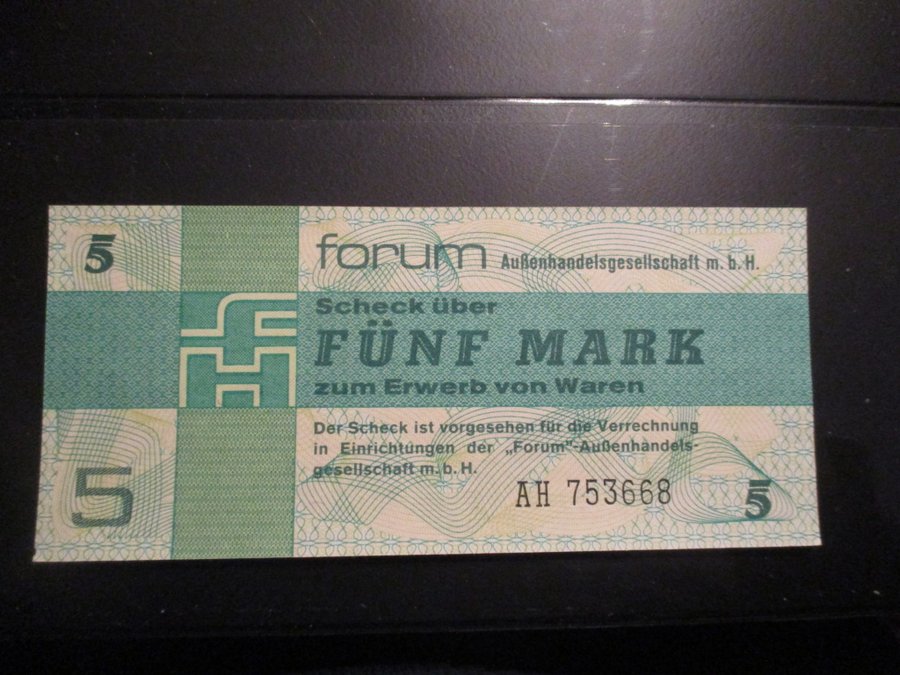 5
forum Außenhandelsgesellschaft m. b. H.
Scheck über
FÜNF MARK
zum Erwerb von Waren
Der Scheck ist vorgesehen für die Verrechnung
in Einrichtungen der „Forum"-Außenhandels-
gesellschaft m. b. H.
5
AH 753668
5